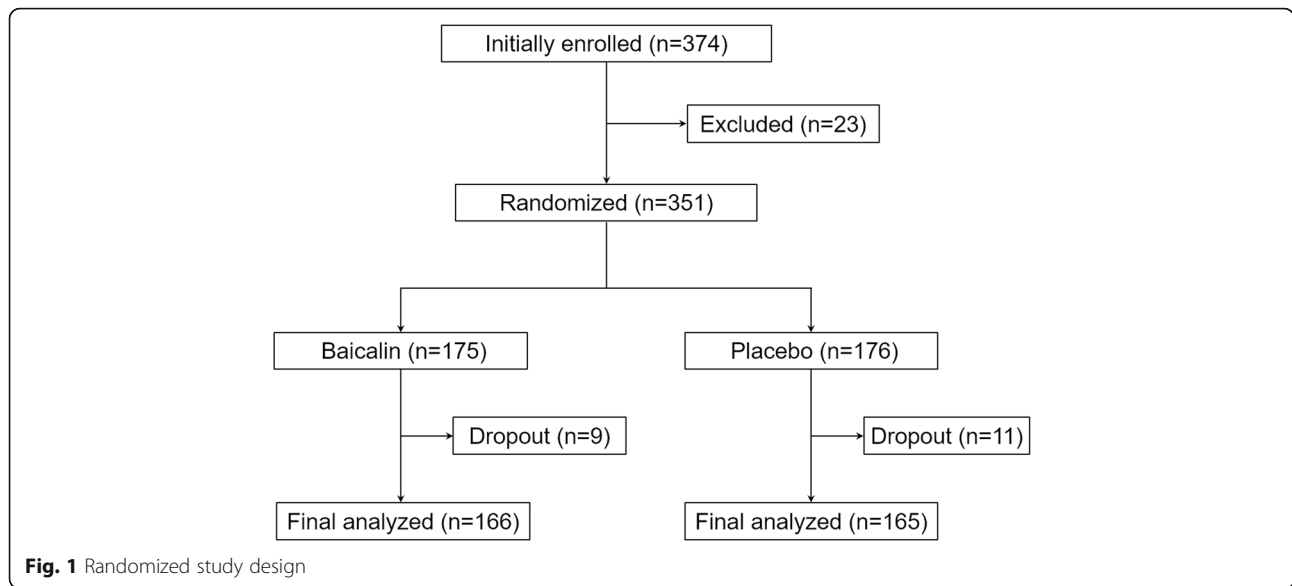 Initially enrolled (n=374)
Excluded (n=23)
Randomized (n=351)
Baicalin (n=175)
Placebo (n=176)
Dropout (n=9)
Dropout (n=11)
Final analyzed (n=166)
Final analyzed (n=165)
Fig. 1 Randomized study design